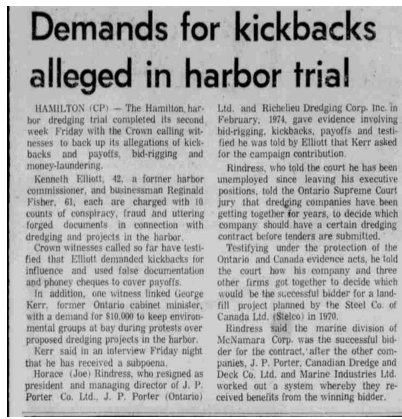 Demands for kickbacks
alleged in harbor trial
HAMILTON (CP) — The Hamilton har-
bor dredging trial completed its second
week Friday with the Crown calling wit-
nesses to back up its allegations of kick-
backs and payoffs, bid-rigging and
money-laundering.
Kenneth Elliott, 42, a former harbor
commissioner, and businessman Reginald
Fisher, 61, each are charged with 10
counts of conspiracy, fraud and uttering
forged documents in connection with
dredging and projects in the harbor.
Crown witnesses called so far have testi-
fied that Elliott demanded kickbacks for
influence and used false documentation
and phoney cheques to cover payoffs.
In addition, one witness linked George
Kerr, former Ontario cabinet minister,
with a demand for $10,000 to keep environ-
mental groups at bay during protests over
proposed dredging projects in the harbor.
Kerr said in an interview Friday night
that he has received a subpoena.
Horace (Joe) Rindress, who resigned as
president and managing director of J. P.
Porter Co. Ltd., J. P. Porter (Ontario)
Ltd. and Richelieu Dredging Corp. Inc. in
February, 1974, gave evidence involving
bid-rigging, kickbacks, payoffs and testi-
fied he was told by Elliott that Kerr asked
for the campaign contribution.
Rindress, who told the court he has been
unemployed since leaving his executive
positions, told the Ontario Supreme Court
jury that dredging companies have been
getting together for years, to decide which
company should have a certain dredging
contract before tenders are submitted.
Testifying under the protection of the
Ontario and Canada evidence acts, he told
the court how his company and three
other firms got together to decide which
would be the successful bidder for a land-
fill project planned by the Steel Co. of
Canada Ltd. (Stelco) in 1970.
Rindress said the marine division of
McNamara Corp. was the successful bid-
der for the contract, after the other com-
panies, J. P. Porter, Canadian Dredge and
Deck Co. Ltd. and Marine Industries Ltd.
worked out a system whereby they re-
ceived benefits from the winning bidder.